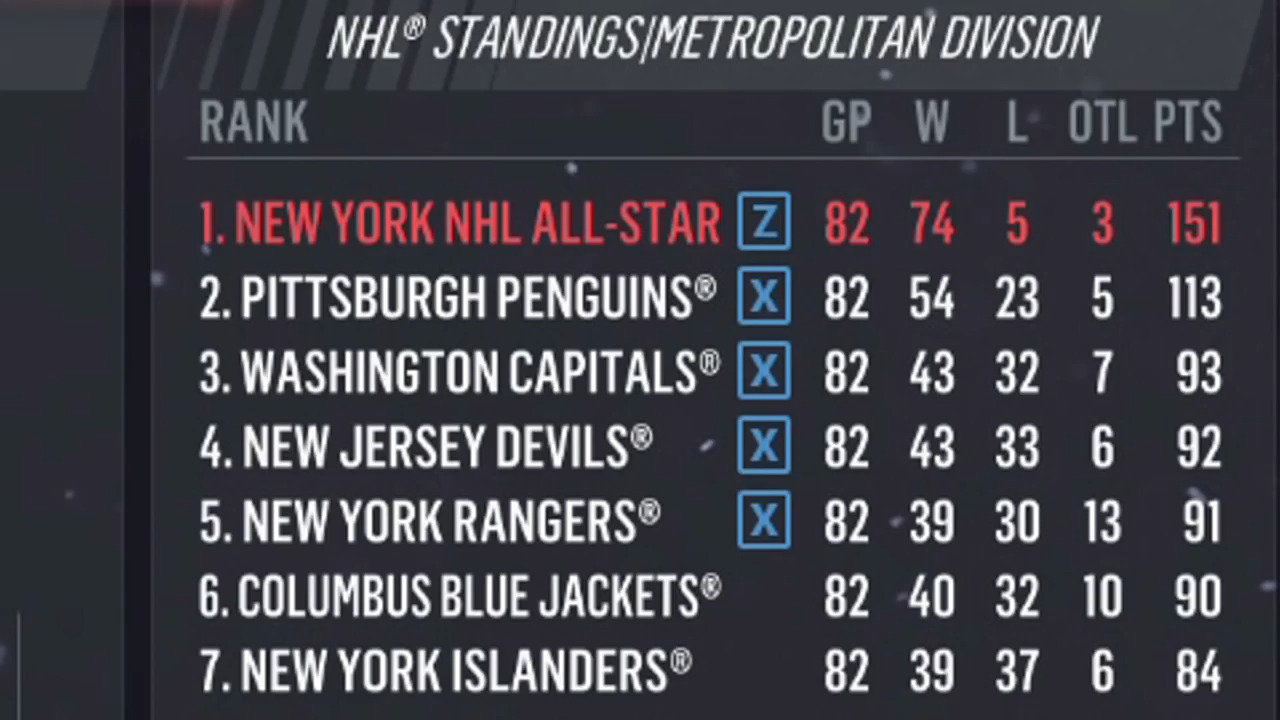 NHL® STANDINGS|METROPOLITAN DIVISION
RANK GP W L OTL PTS
1. NEW YORK NHL ALL-STAR Z 82 74 5 3 151
2. PITTSBURGH PENGUINS® X 82 54 23 5 113
3. WASHINGTON CAPITALS® X 82 43 32 7 93
4. NEW JERSEY DEVILS® X 82 43 33 6 92
5. NEW YORK RANGERS® X 82 39 30 13 91
6. COLUMBUS BLUE JACKETS® 82 40 32 10 90
7. NEW YORK ISLANDERS® 82 39 37 6 84